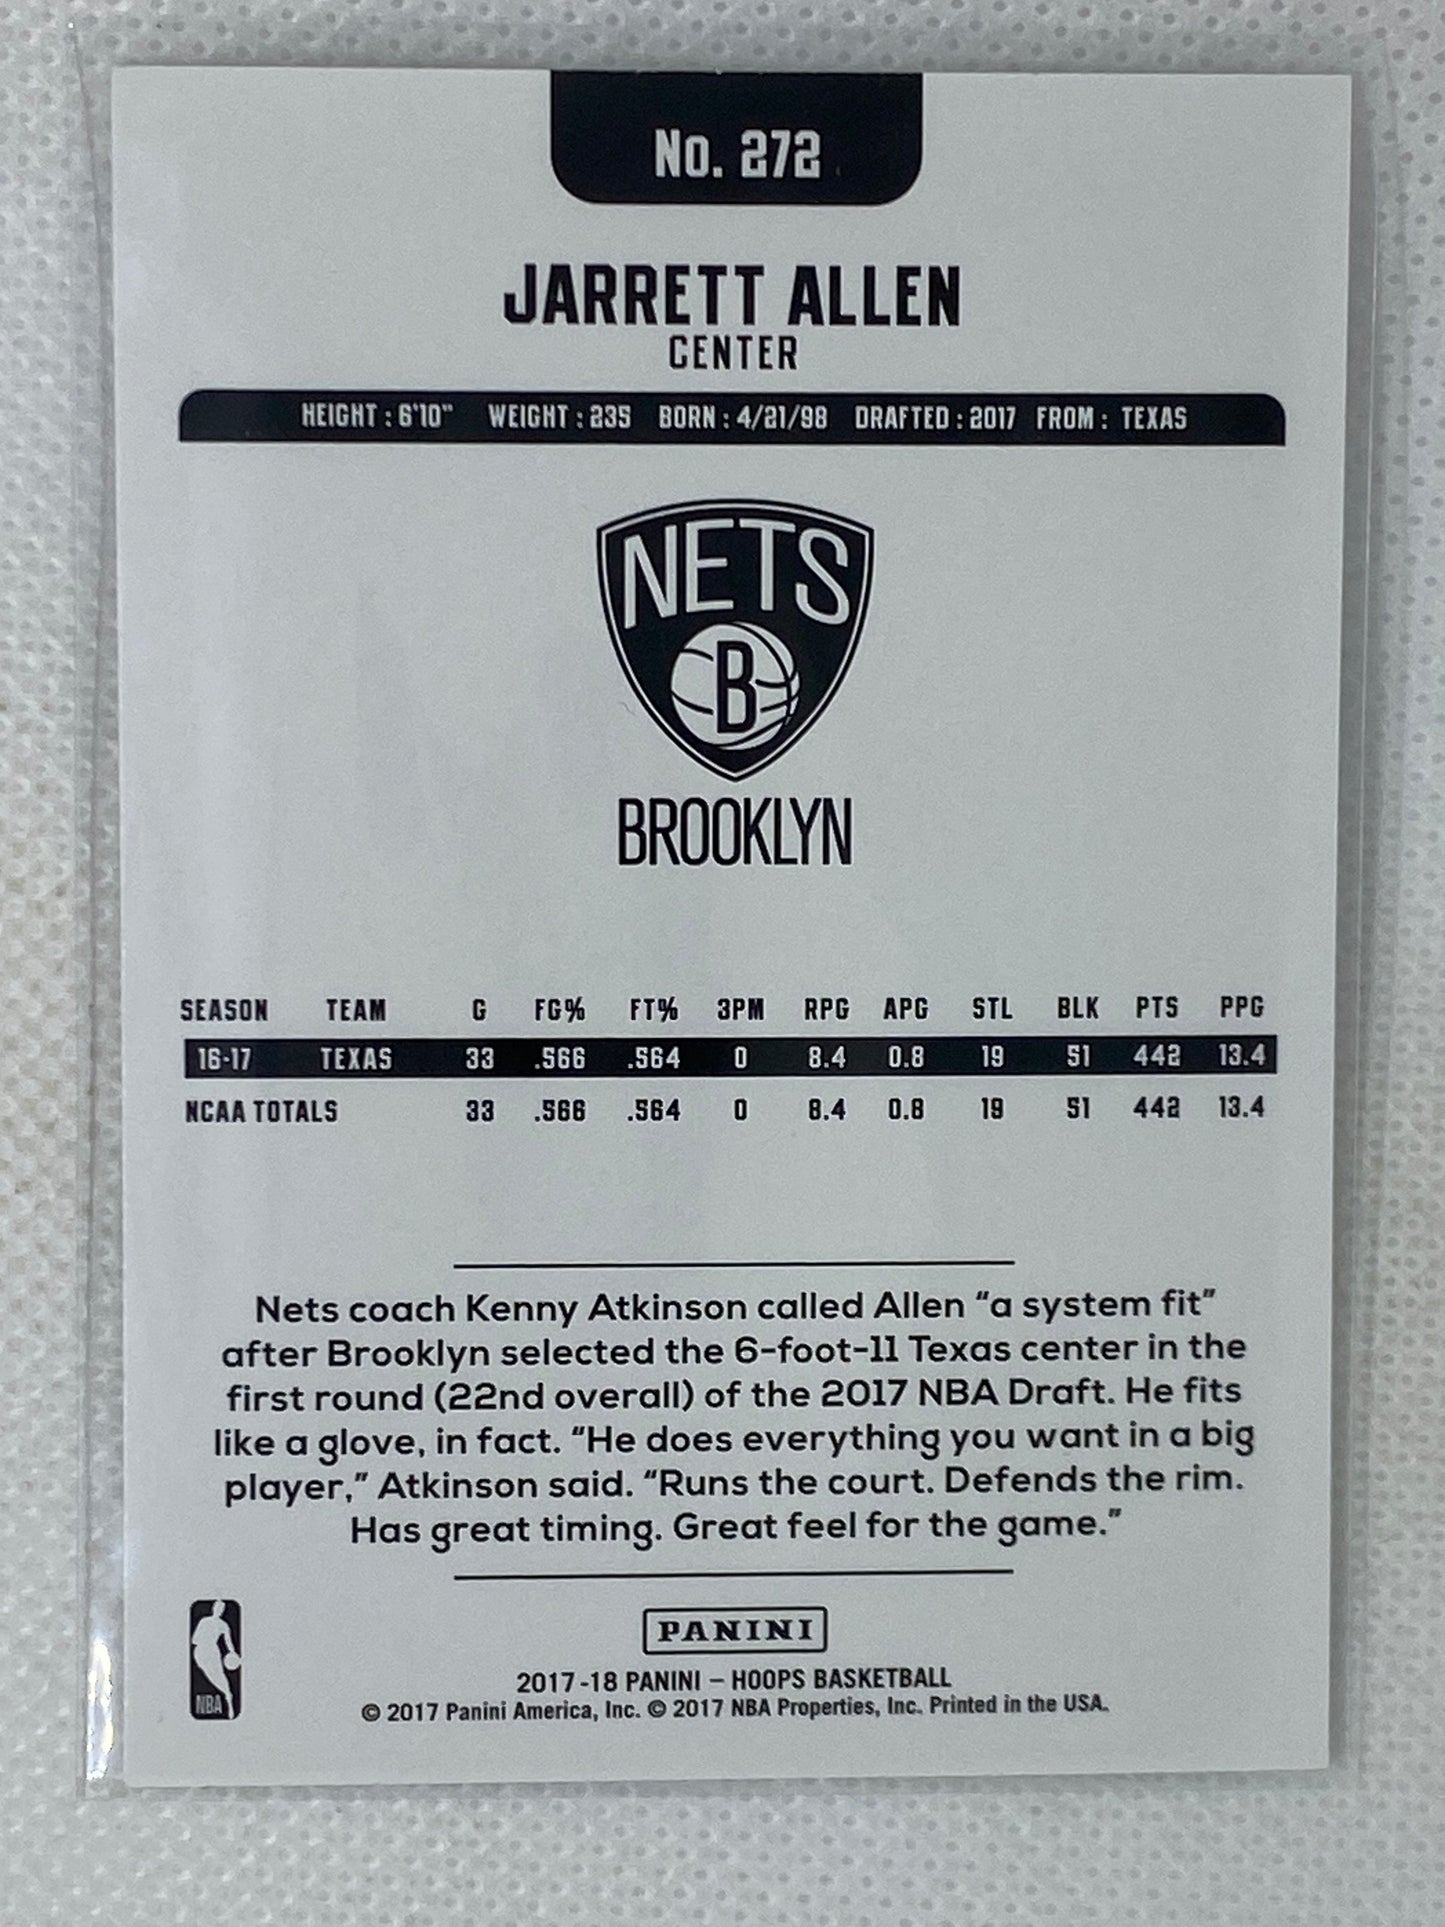 No. 272
JARRETT ALLEN
CENTER
HEIGHT : 6'10" WEIGHT : 235 BORN : 4/21/98 DRAFTED : 2017 FROM : TEXAS
NETS
B
BROOKLYN
SEASON TEAM G FG% FT% 3PM RPG APG STL BLK PTS PPG
16-17 TEXAS 33 .566 .564 0 8.4 0.8 19 51 442 13.4
NCAA TOTALS 33 .566 .564 0 8.4 0.8 19 51 442 13.4
Nets coach Kenny Atkinson called Allen “a system fit”
after Brooklyn selected the 6-foot-11 Texas center in the
first round (22nd overall) of the 2017 NBA Draft. He fits
like a glove, in fact. “He does everything you want in a big
player,” Atkinson said. “Runs the court. Defends the rim.
Has great timing. Great feel for the game.”
NBA
PANINI
2017-18 PANINI – HOOPS BASKETBALL
© 2017 Panini America, Inc. © 2017 NBA Properties, Inc. Printed in the USA.